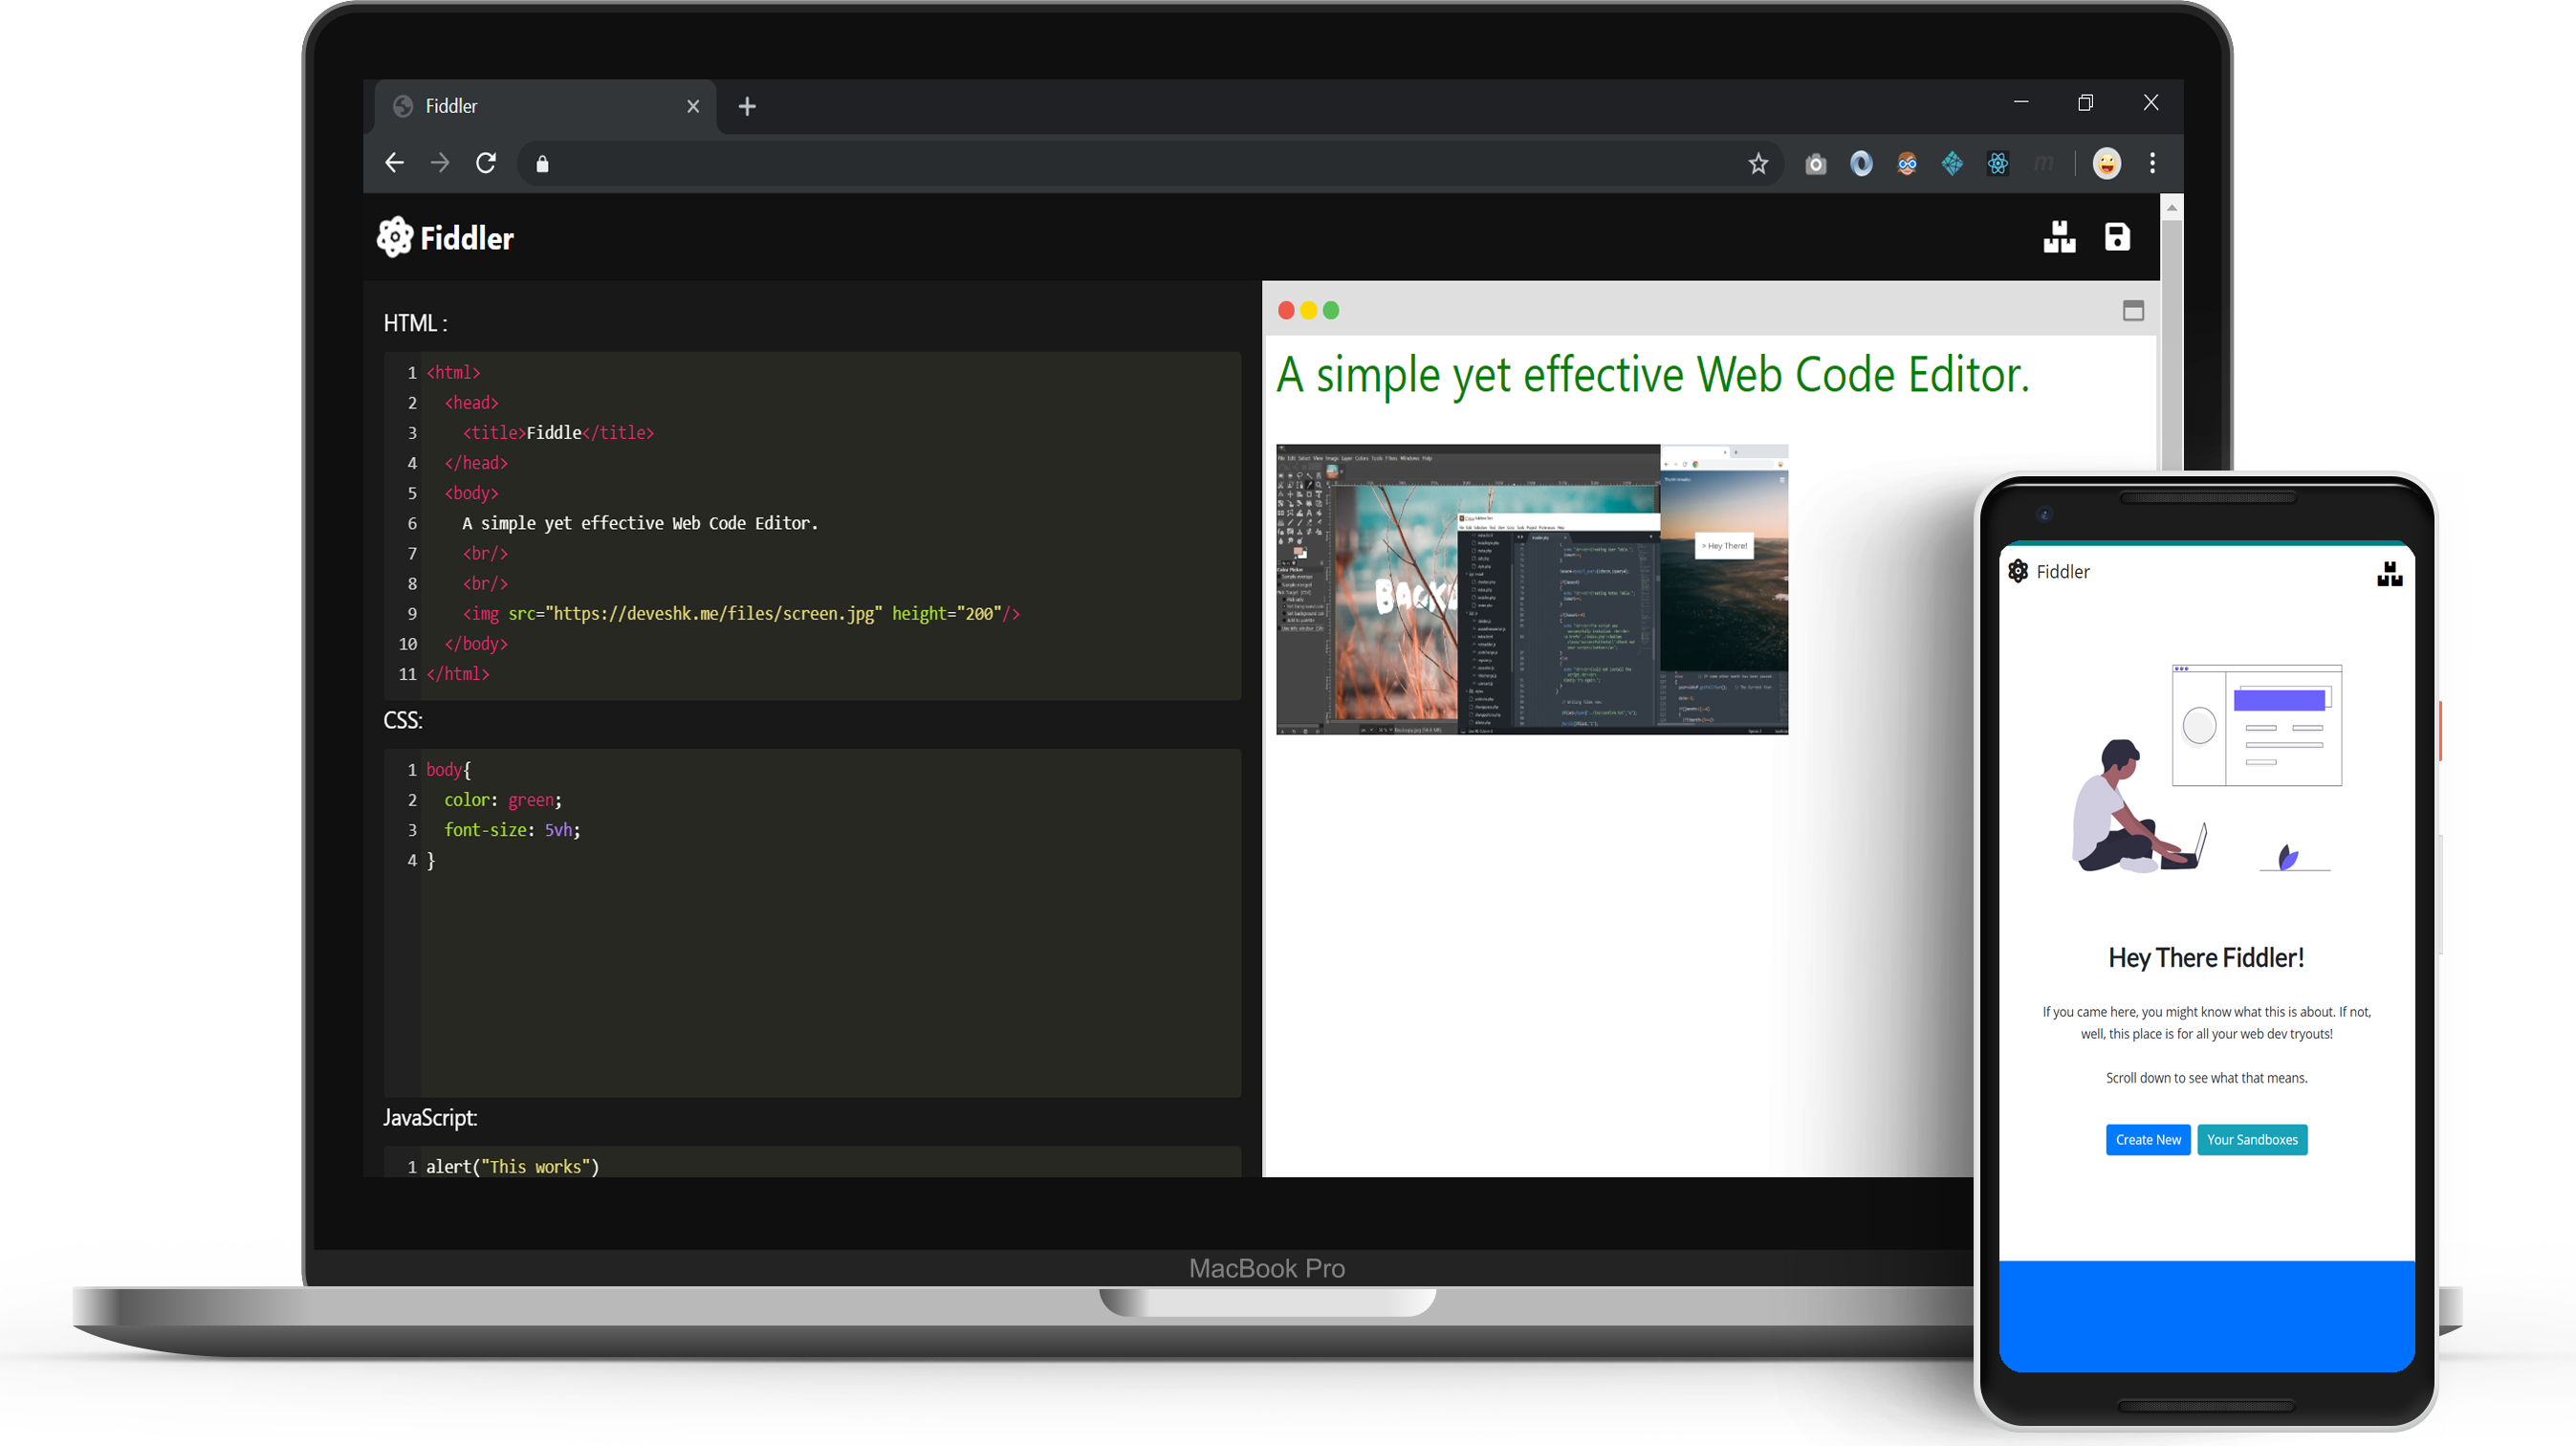 Fiddler
Fiddler
HTML :
1 <html>
2 <head>
3 <title>Fiddle</title>
4 </head>
5 <body>
6 A simple yet effective Web Code Editor.
7 <br/>
8 <br/>
9 <img src="https://deveshk.me/files/screen.jpg" height="200"/>
10 </body>
11 </html>
CSS:
1 body{
2 color: green;
3 font-size: 5vh;
4 }
JavaScript:
1 alert("This works")
A simple yet effective Web Code Editor.
> Hey There!
MacBook Pro
Fiddler
Hey There Fiddler!
If you came here, you might know what this is about. If not,
well, this place is for all your web dev tryouts!
Scroll down to see what that means.
Create New
Your Sandboxes